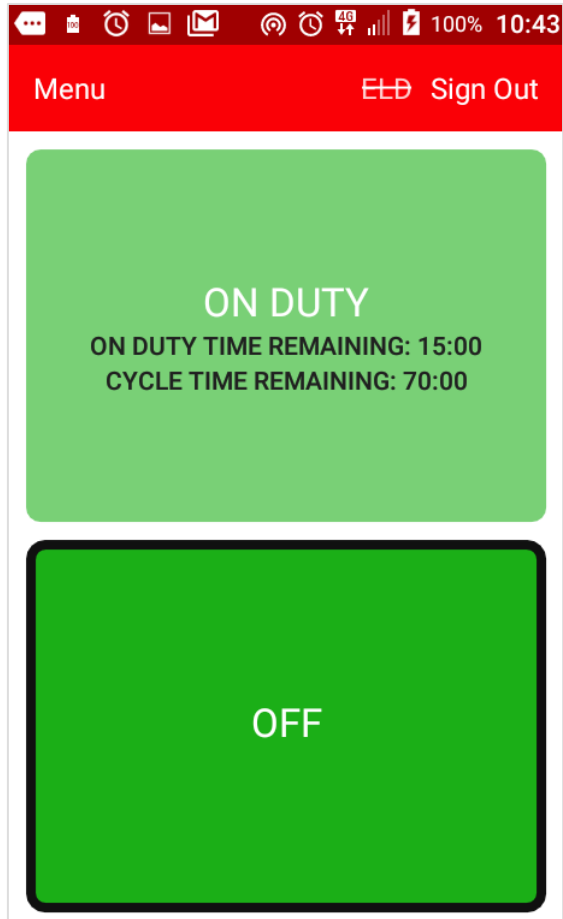 100% 10:43
Menu ELD Sign Out
ON DUTY
ON DUTY TIME REMAINING: 15:00
CYCLE TIME REMAINING: 70:00
OFF